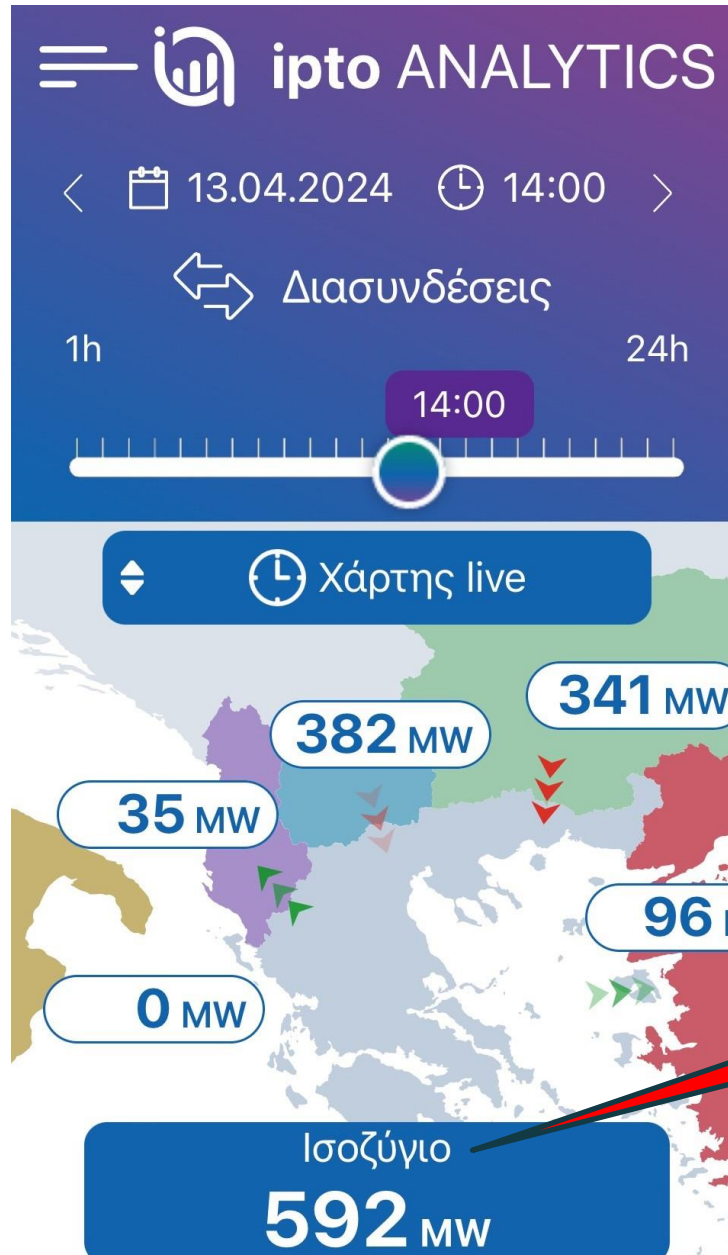 ipto ANALYTICS
13.04.2024 14:00
Διασυνδέσεις
1h 24h
14:00
Χάρτης live
341 MW
382 MW
35 MW
96
0 MW
Ισοζύγιο
592 MW